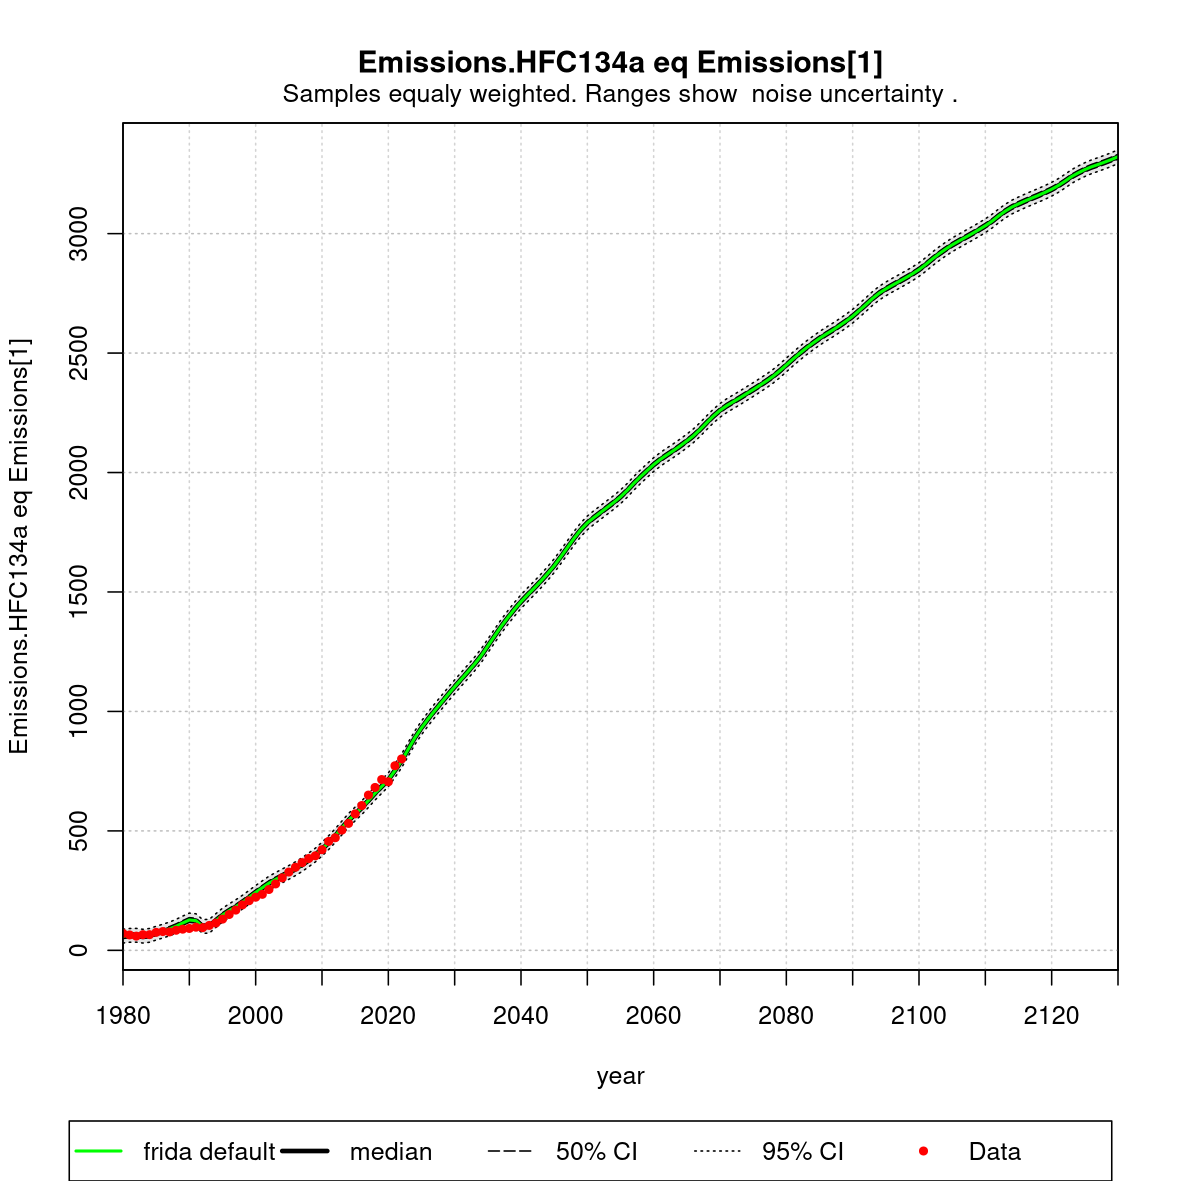 Emissions.HFC134a eq Emissions[1]
Samples equaly weighted. Ranges show  noise uncertainty .
Emissions.HFC134a eq Emissions[1]
3000
2500
2000
1500
1000
500
0
1980 2000 2020 2040 2060 2080 2100 2120
year
frida default median 50% CI 95% CI Data